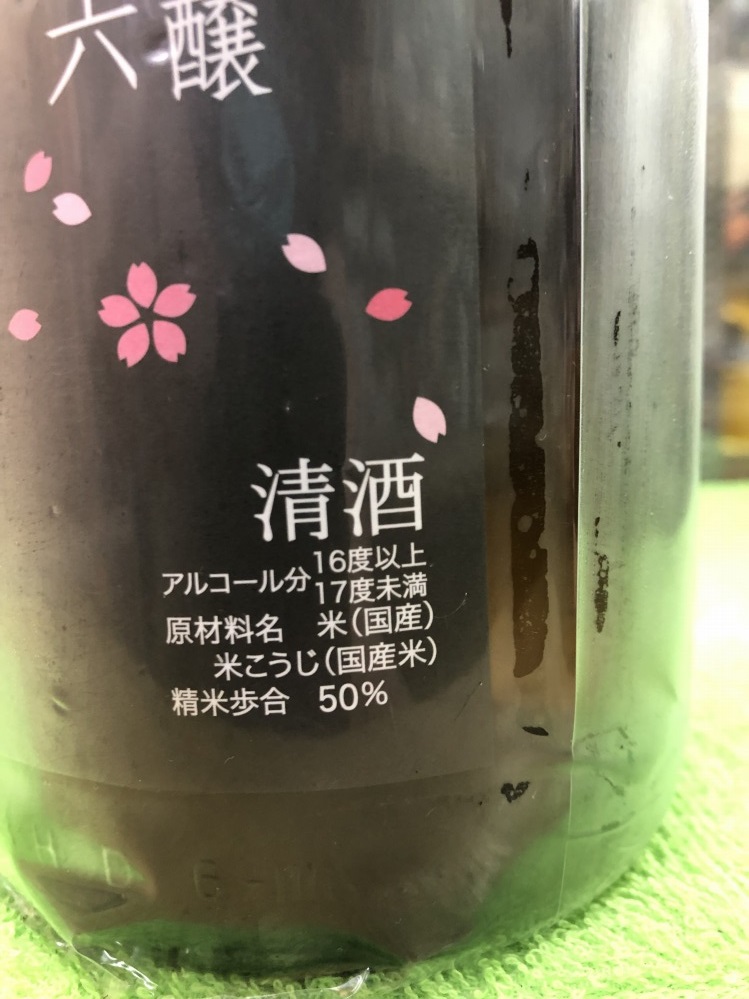 六醸
清酒
アルコール分16度以上
17度未満
原材料名 米(国産)
米こうじ(国産米)
精米歩合 50%